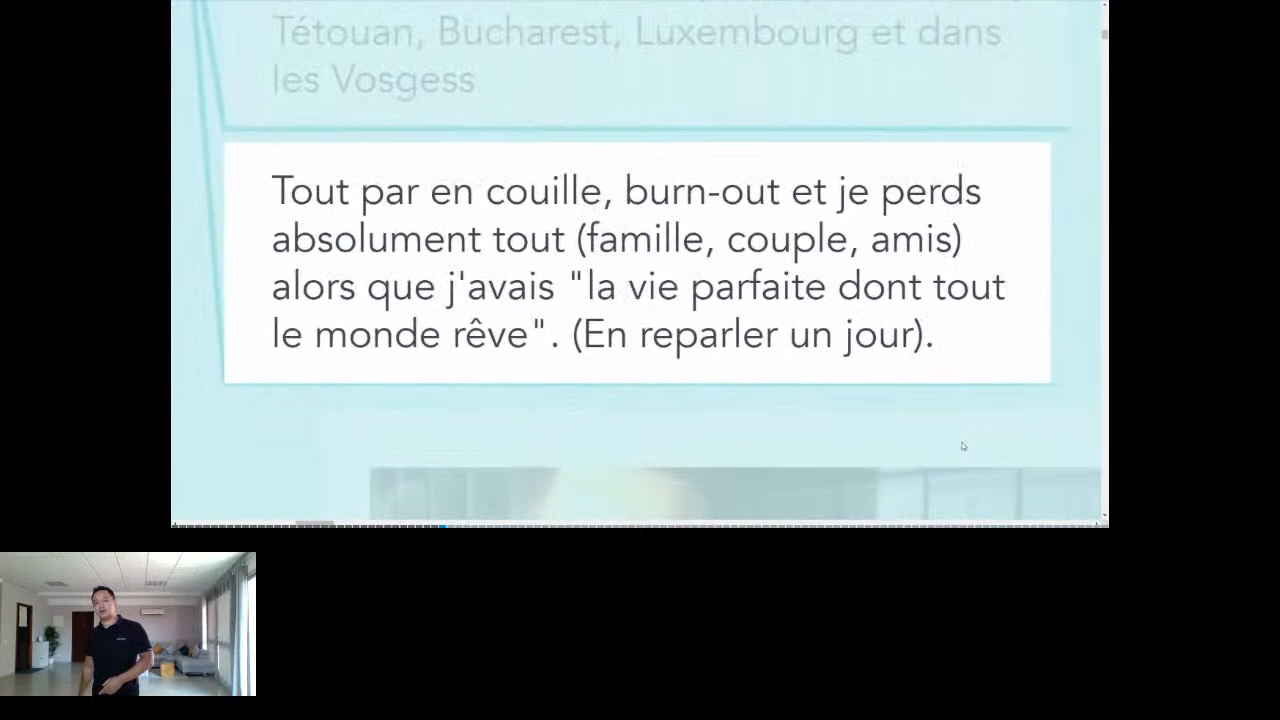 Tétouan, Bucharest, Luxembourg et dans
les Vosgess
Tout par en couille, burn-out et je perds
absolument tout (famille, couple, amis)
alors que j'avais "la vie parfaite dont tout
le monde rêve". (En reparler un jour).